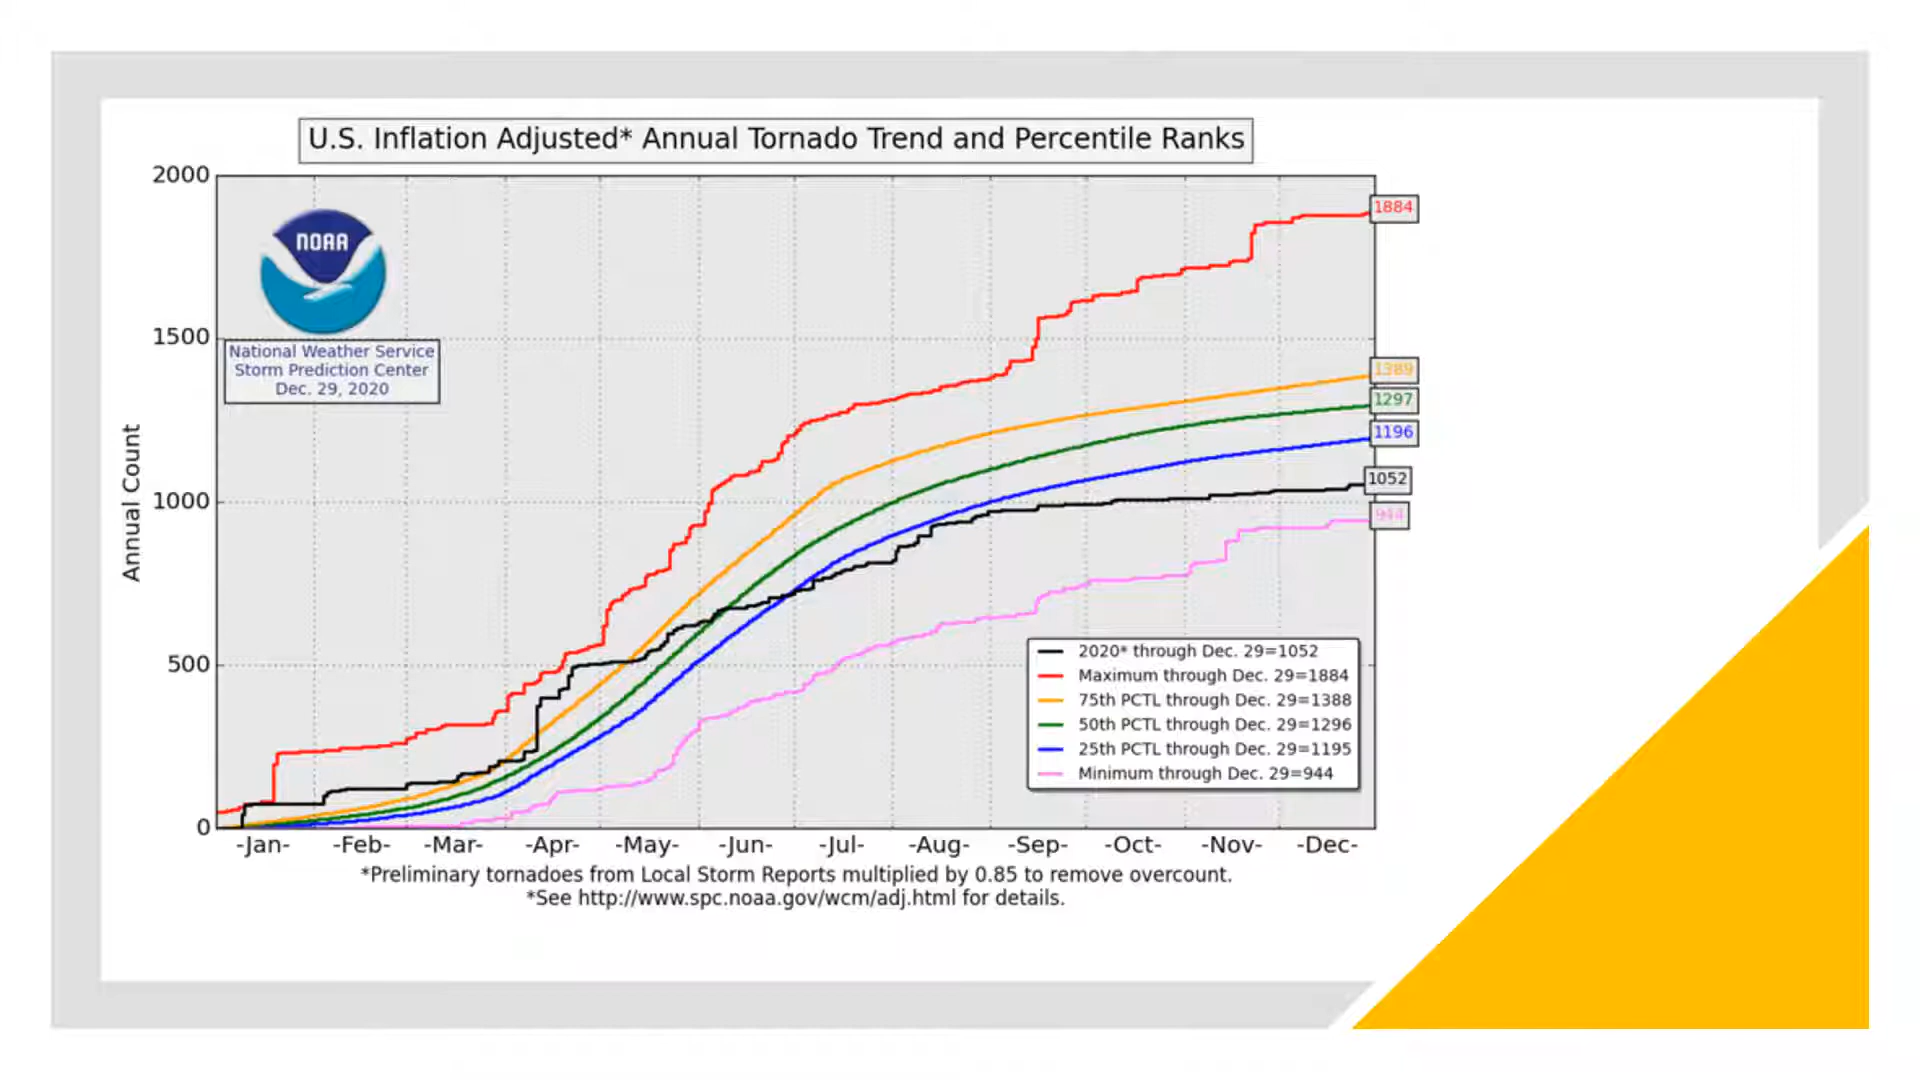 U.S. Inflation Adjusted* Annual Tornado Trend and Percentile Ranks
2000
1500
1000
500
0
Annual Count
NOAA
National Weather Service
Storm Prediction Center
Dec. 29, 2020
1884
1389
1297
1196
1052
944
2020* through Dec. 29=1052
Maximum through Dec. 29=1884
75th PCTL through Dec. 29=1388
50th PCTL through Dec. 29=1296
25th PCTL through Dec. 29=1195
Minimum through Dec. 29=944
-Jan- -Feb- -Mar- -Apr- -May- -Jun- -Jul- -Aug- -Sep- -Oct- -Nov- -Dec-
*Preliminary tornadoes from Local Storm Reports multiplied by 0.85 to remove overcount.
*See http://www.spc.noaa.gov/wcm/adj.html for details.